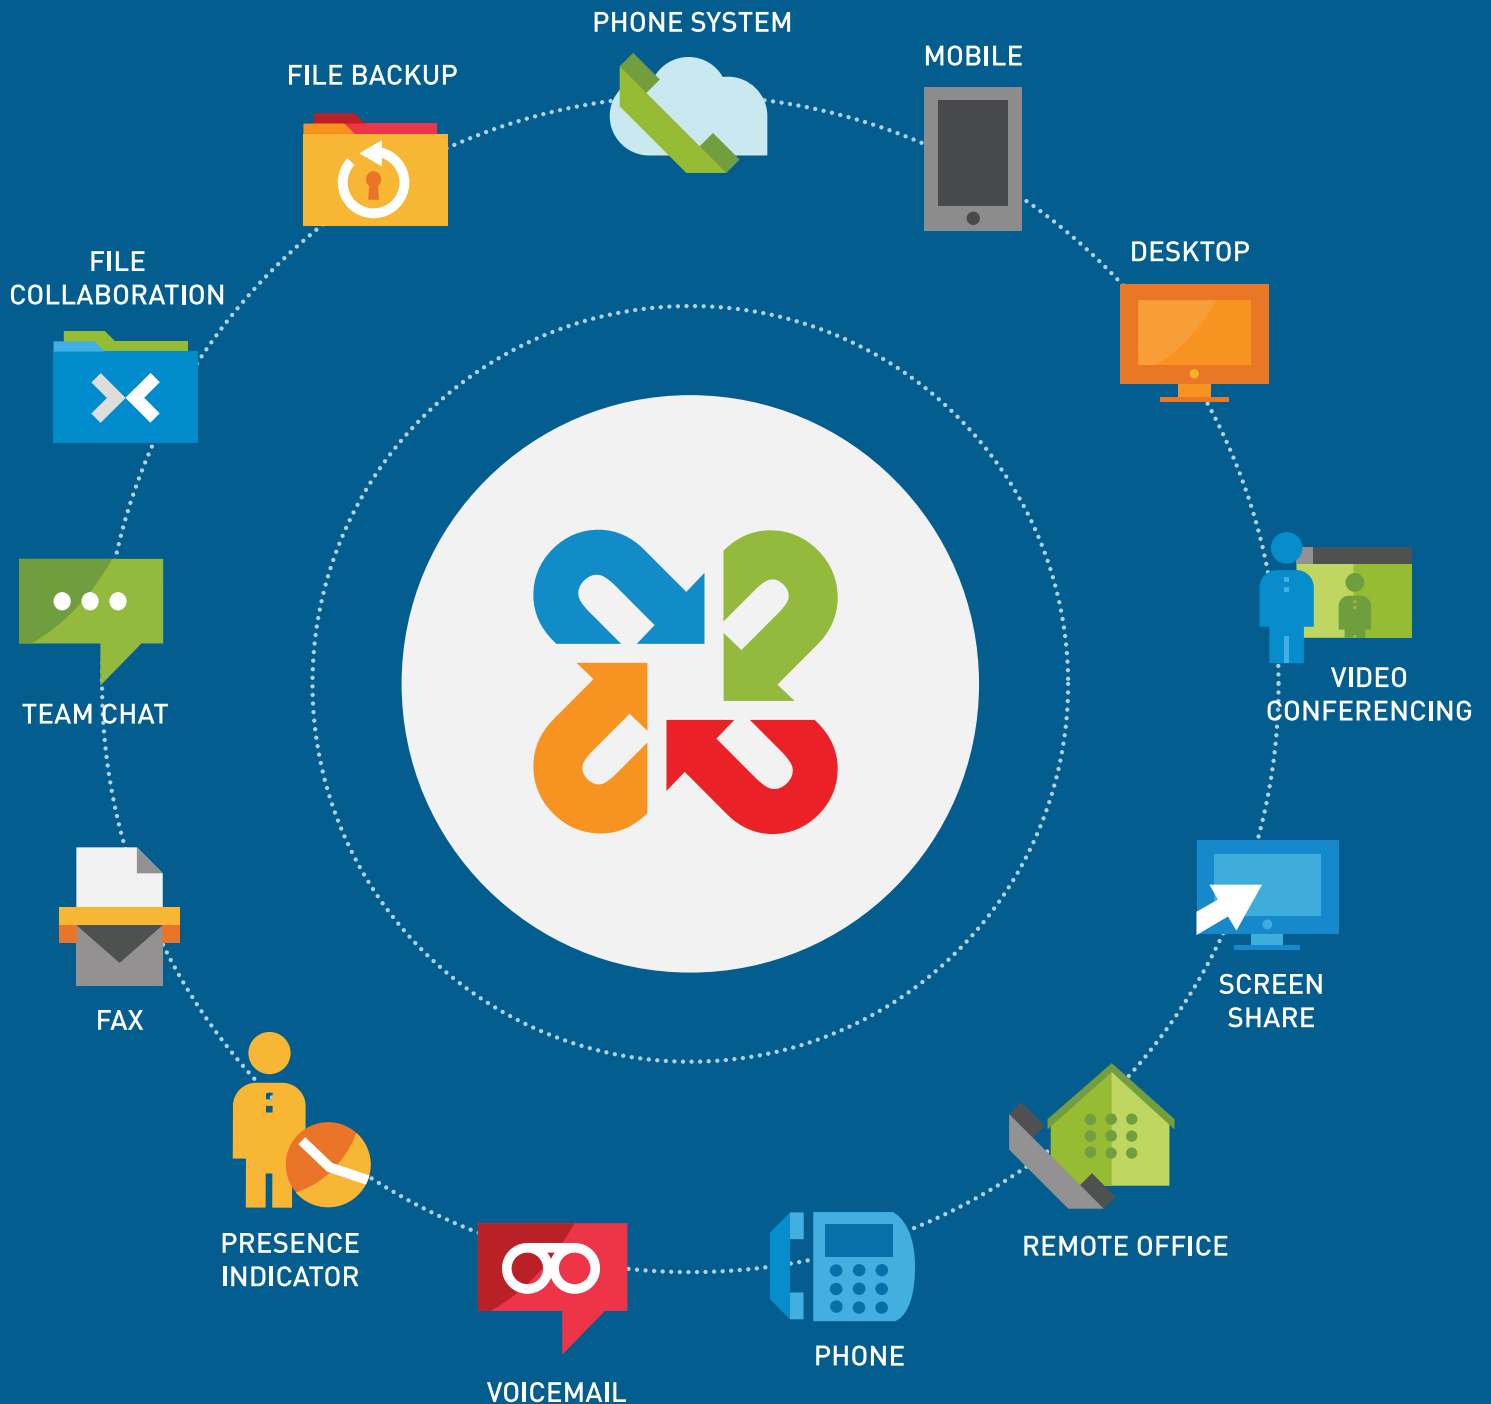 PHONE SYSTEM
MOBILE
FILE BACKUP
DESKTOP
FILE
COLLABORATION
VIDEO
CONFERENCING
TEAM CHAT
SCREEN
SHARE
FAX
PRESENCE
INDICATOR
REMOTE OFFICE
PHONE
VOICEMAIL